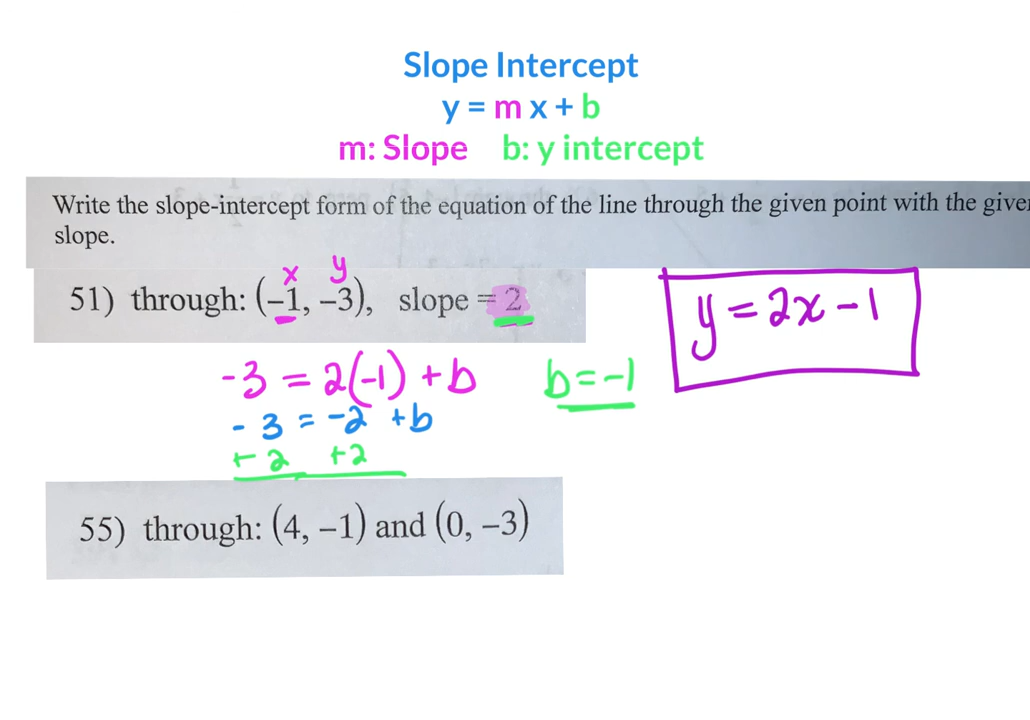 Slope Intercept
y = m x + b
m: Slope b: y intercept
Write the slope-intercept form of the equation of the line through the given point with the give
slope.
x y
51) through: (−1, −3), slope = 2
y = 2x − 1
-3 = 2(-1) + b
b = -1
- 3 = -2 + b
+ 2 +2
55) through: (4, −1) and (0, −3)